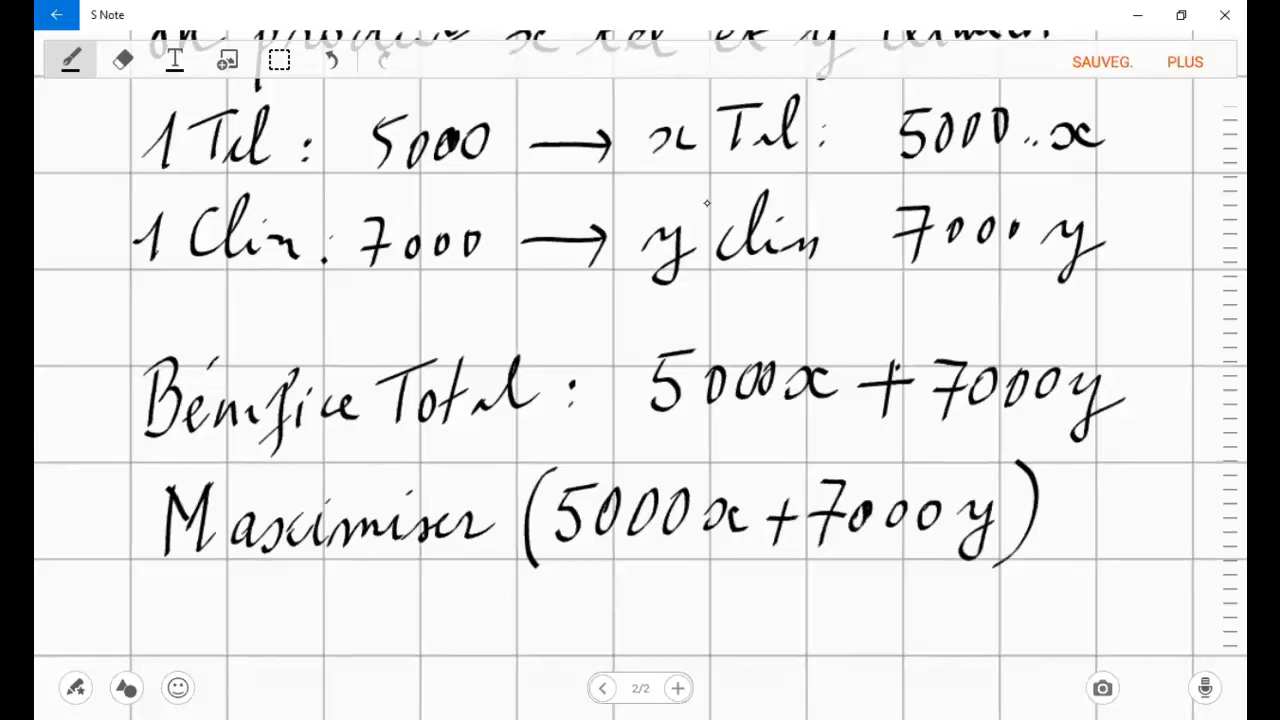 S Note
SAUVEG. PLUS
1 Tel : 5000 → x Tel : 5000.. x
1 Clim : 7000 → y clim 7000 y
Bénéfice Total : 5000x + 7000y
Maximiser (5000x + 7000y)
2/2